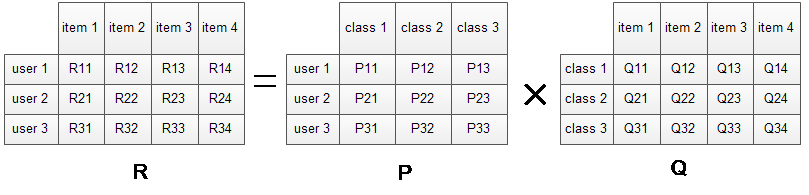 item 1 item 2 item 3 item 4 class 1 class 2 class 3 item 1 item 2 item 3 item 4
user 1 R11 R12 R13 R14 = user 1 P11 P12 P13 × class 1 Q11 Q12 Q13 Q14
user 2 R21 R22 R23 R24 user 2 P21 P22 P23 class 2 Q21 Q22 Q23 Q24
user 3 R31 R32 R33 R34 user 3 P31 P32 P33 class 3 Q31 Q32 Q33 Q34
R P Q